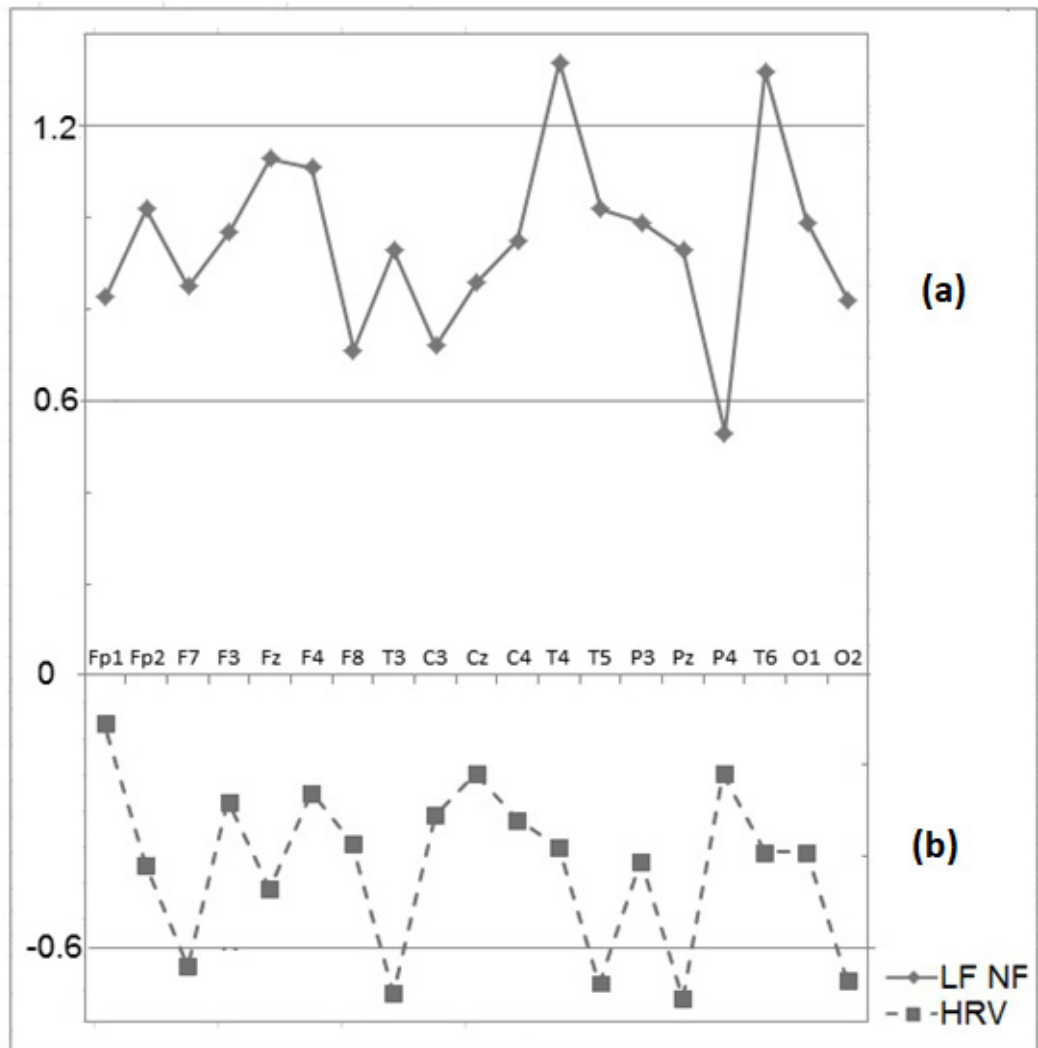 1.2
(a)
0.6
Fp1 Fp2 F7 F3 Fz F4 F8 T3 C3 Cz C4 T4 T5 P3 Pz P4 T6 O1 O2
0
(b)
-0.6
LF NF
HRV